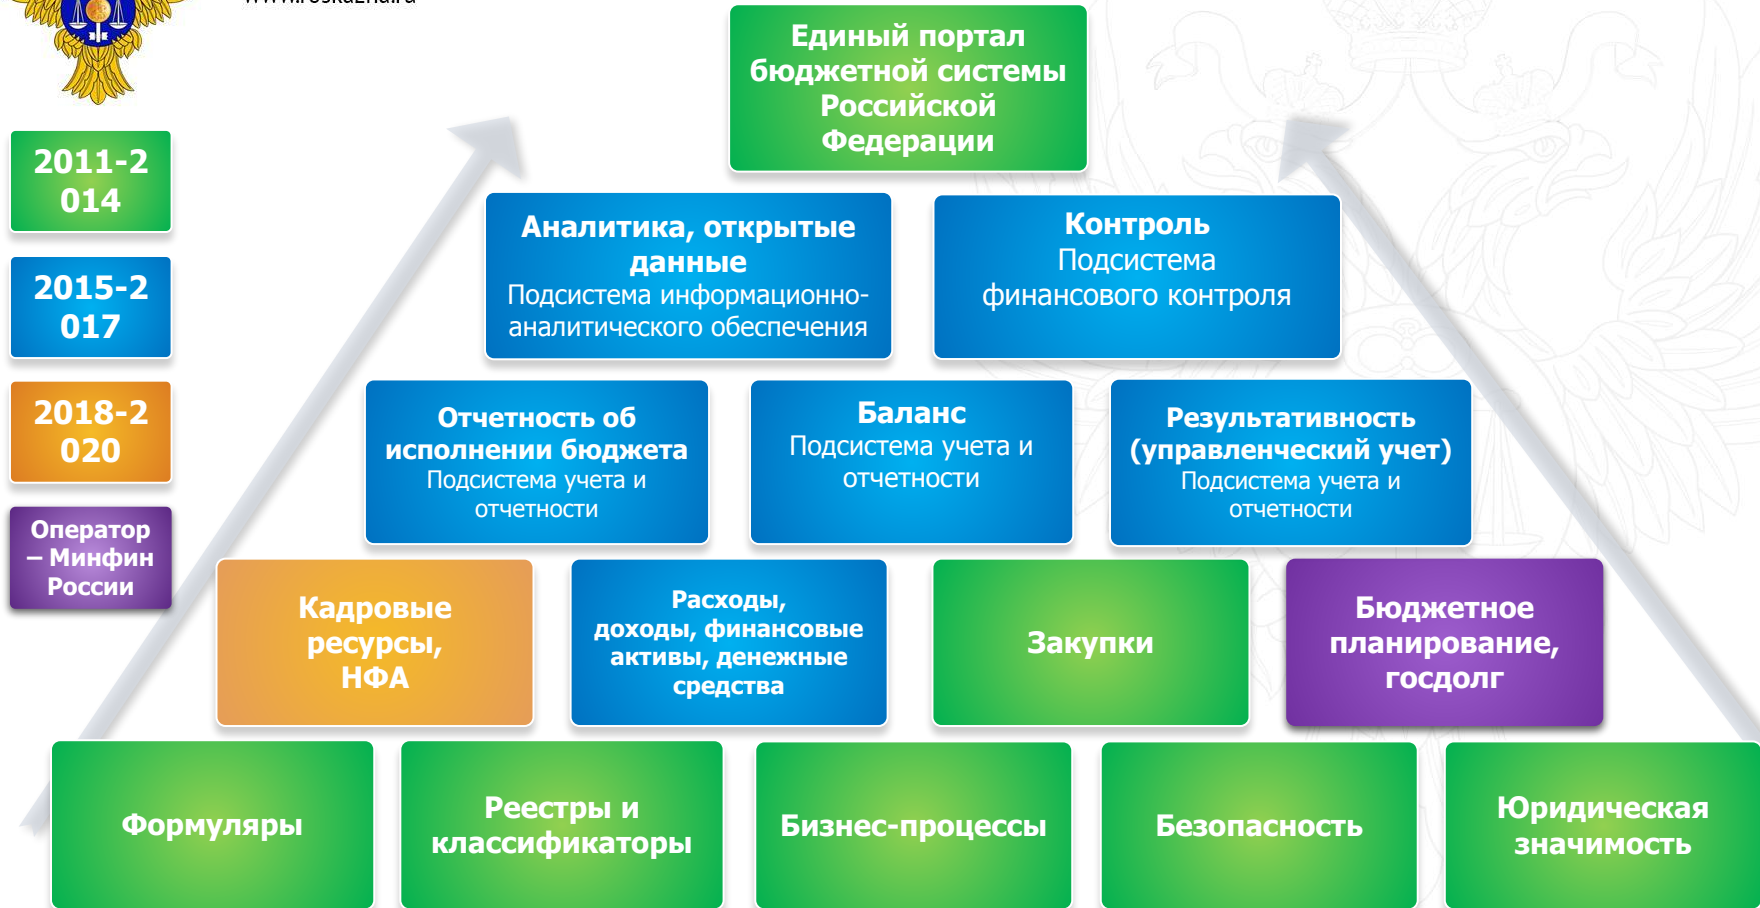 www.roskazna.ru
Единый портал
бюджетной системы
Российской
Федерации
2011-2
014
2015-2
017
2018-2
020
Оператор
– Минфин
России
Аналитика, открытые
данные
Подсистема информационно-
аналитического обеспечения
Контроль
Подсистема
финансового контроля
Отчетность об
исполнении бюджета
Подсистема учета и
отчетности
Баланс
Подсистема учета и
отчетности
Результативность
(управленческий учет)
Подсистема учета и
отчетности
Кадровые
ресурсы,
НФА
Расходы,
доходы, финансовые
активы, денежные
средства
Закупки
Бюджетное
планирование,
госдолг
Формуляры
Реестры и
классификаторы
Бизнес-процессы
Безопасность
Юридическая
значимость